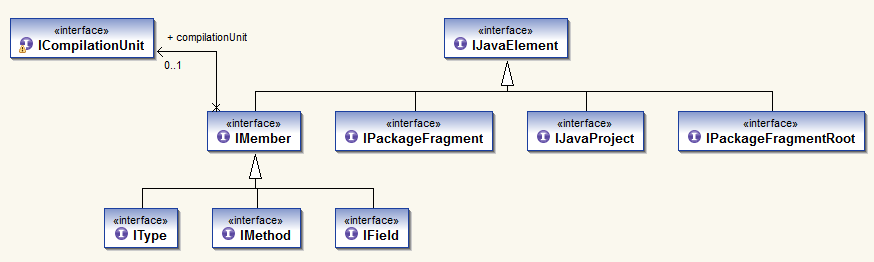 «interface»
ICompilationUnit
+ compilationUnit
0..1
«interface»
IJavaElement
«interface»
IMember
«interface»
IPackageFragment
«interface»
IJavaProject
«interface»
IPackageFragmentRoot
«interface»
IType
«interface»
IMethod
«interface»
IField